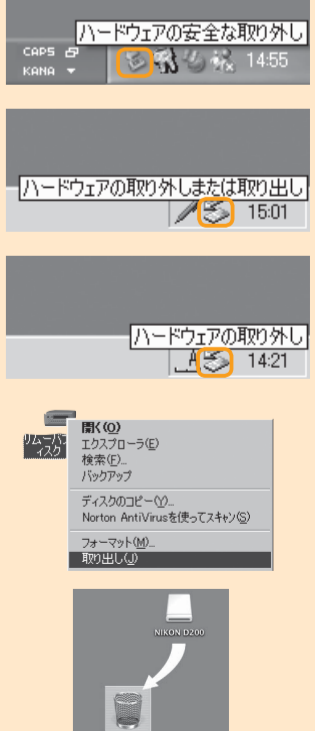 ハードウェアの安全な取り外し
CAPS
KANA
14:55
ハードウェアの取り外しまたは取り出し
15:01
ハードウェアの取り外し
A
14:21
リムーバブ
ィスク
開く(O)
エクスプローラ(E)
検索(F)...
バックアップ
ディスクのコピー(Y)...
Norton AntiVirusを使ってスキャン(S)
フォーマット(M)...
取り出し(J)
NIKON D200